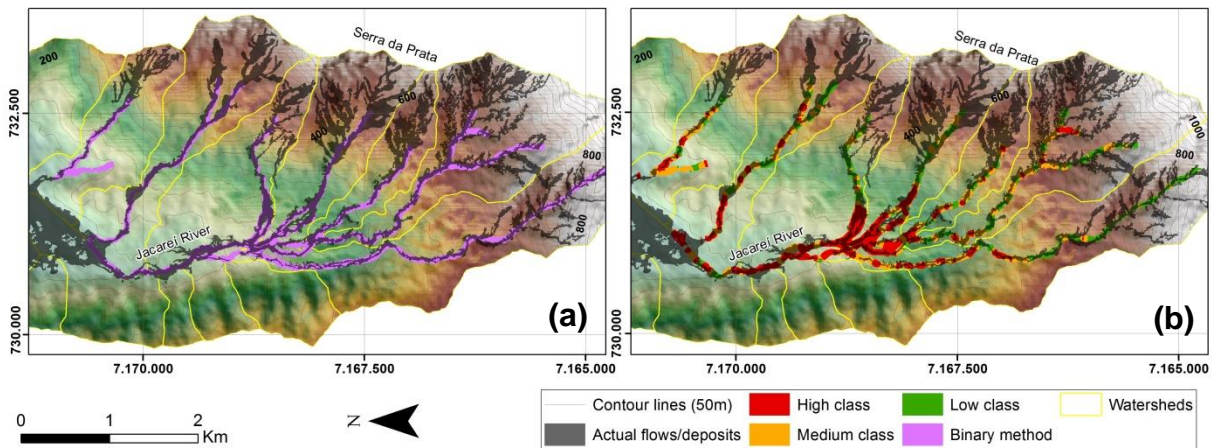 Serra da Prata
200
600
400
800
800
Jacareí River
(a)
732.500
730.000
7.170.000
7.167.500
7.165.000
Serra da Prata
200
600
400
1000
800
800
Jacareí River
(b)
732.500
730.000
7.170.000
7.167.500
7.165.000
0 1 2
Km
N
Contour lines (50m) High class Low class Watersheds
Actual flows/deposits Medium class Binary method